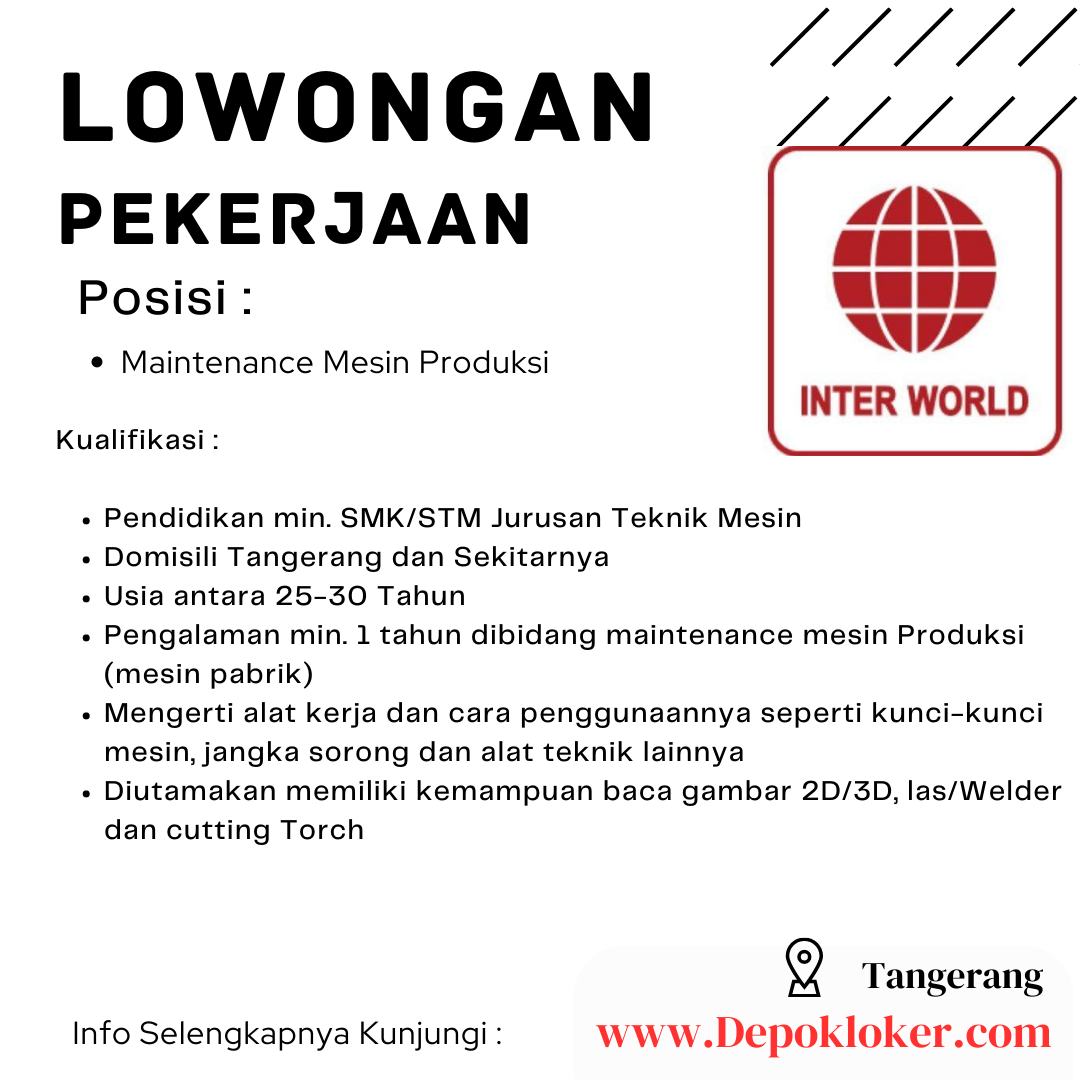 LOWONGAN
PEKERJAAN
Posisi :
• Maintenance Mesin Produksi
INTER WORLD
Kualifikasi :
• Pendidikan min. SMK/STM Jurusan Teknik Mesin
• Domisili Tangerang dan Sekitarnya
• Usia antara 25-30 Tahun
• Pengalaman min. 1 tahun dibidang maintenance mesin Produksi
(mesin pabrik)
• Mengerti alat kerja dan cara penggunaannya seperti kunci-kunci
mesin, jangka sorong dan alat teknik lainnya
• Diutamakan memiliki kemampuan baca gambar 2D/3D, las/Welder
dan cutting Torch
Tangerang
Info Selengkapnya Kunjungi :
www.Depokloker.com